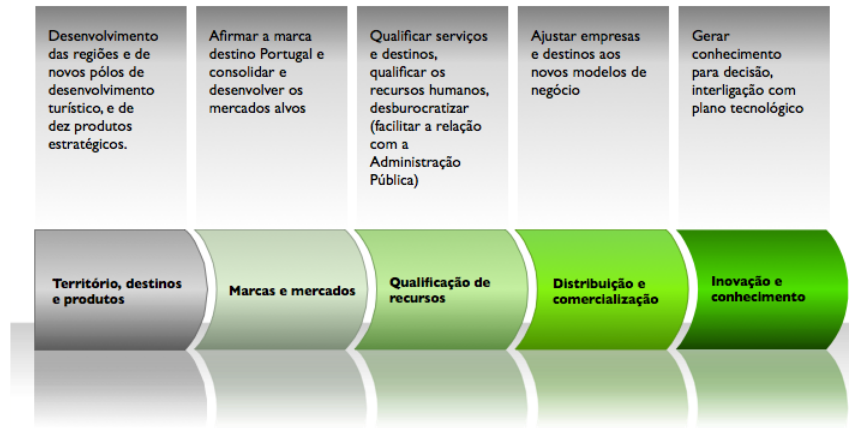 Desenvolvimento
das regiões e de
novos pólos de
desenvolvimento
turístico, e de
dez produtos
estratégicos.
Afirmar a marca
destino Portugal e
consolidar e
desenvolver os
mercados alvos
Qualificar serviços
e destinos,
qualificar os
recursos humanos,
desburocratizar
(facilitar a relação
com a
Administração
Pública)
Ajustar empresas
e destinos aos
novos modelos de
negócio
Gerar
conhecimento
para decisão,
interligação com
plano tecnológico
Território, destinos
e produtos
Marcas e mercados
Qualificação de
recursos
Distribuição e
comercialização
Inovação e
conhecimento